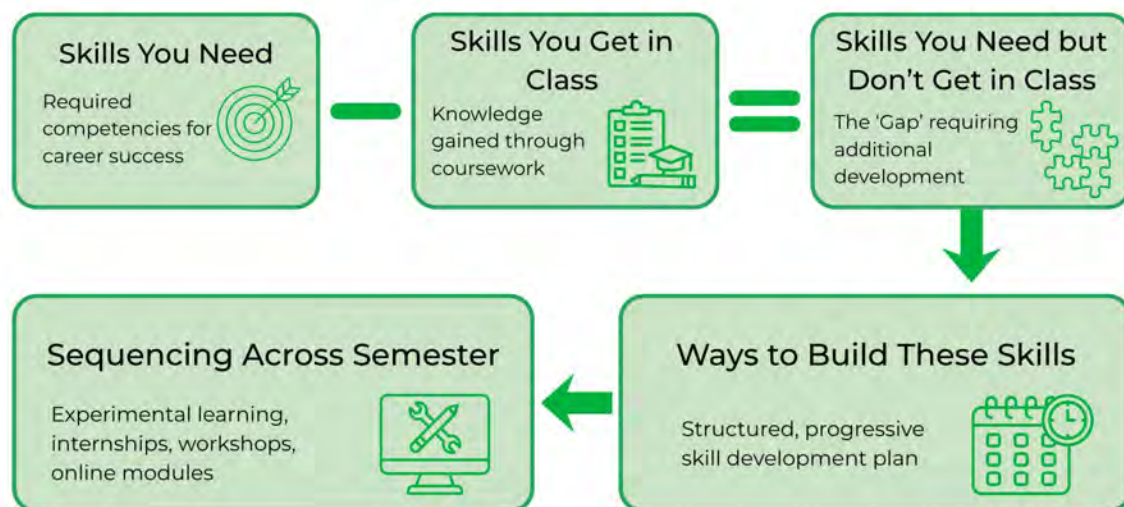 Skills You Need
Required
competencies for
career success
Skills You Get in
Class
Knowledge
gained through
coursework
Skills You Need but
Don't Get in Class
The 'Gap' requiring
additional
development
Sequencing Across Semester
Experimental learning,
internships, workshops,
online modules
Ways to Build These Skills
Structured, progressive
skill development plan